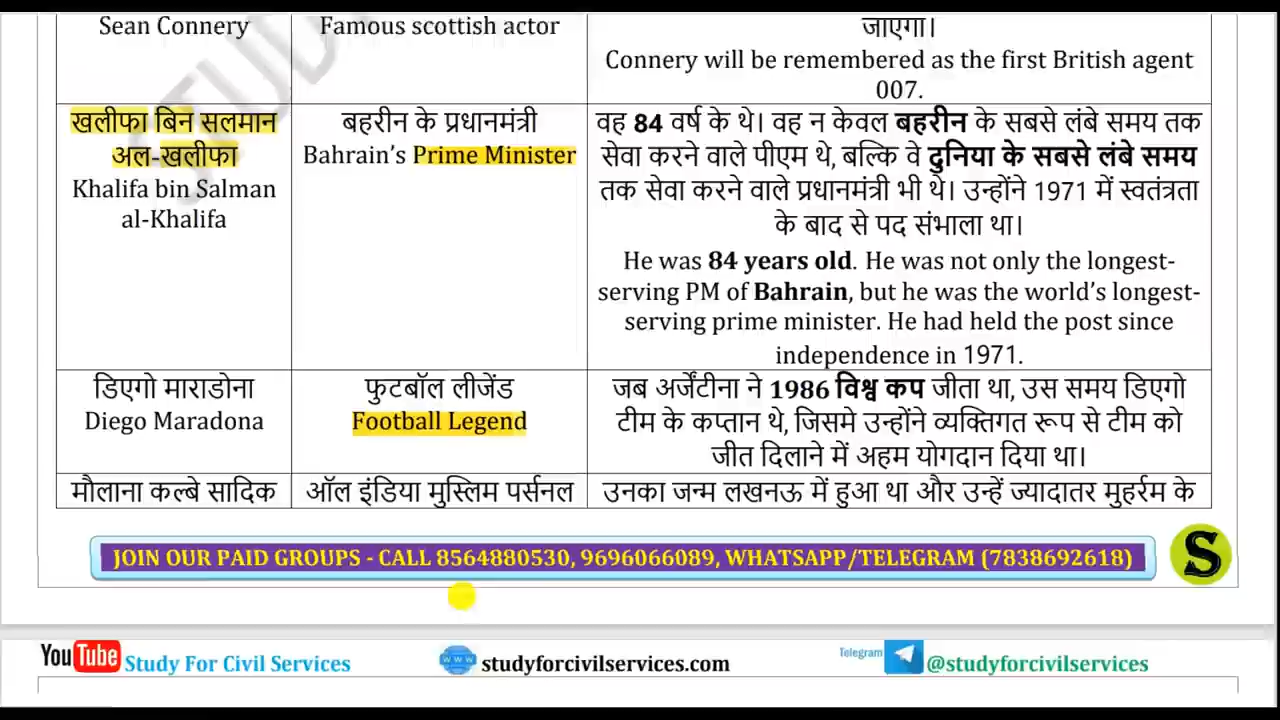 Sean Connery
Famous scottish actor
जाएगा।
Connery will be remembered as the first British agent
007.
खलीफा बिन सलमान
अल-खलीफा
Khalifa bin Salman
al-Khalifa
बहरीन के प्रधानमंत्री
Bahrain’s Prime Minister
वह 84 वर्ष के थे। वह न केवल बहरीन के सबसे लंबे समय तक
सेवा करने वाले पीएम थे, बल्कि वे दुनिया के सबसे लंबे समय
तक सेवा करने वाले प्रधानमंत्री भी थे। उन्होंने 1971 में स्वतंत्रता
के बाद से पद संभाला था।
He was 84 years old. He was not only the longest-
serving PM of Bahrain, but he was the world’s longest-
serving prime minister. He had held the post since
independence in 1971.
डिएगो माराडोना
Diego Maradona
फुटबॉल लीजेंड
Football Legend
जब अर्जेंटीना ने 1986 विश्व कप जीता था, उस समय डिएगो
टीम के कप्तान थे, जिसमे उन्होंने व्यक्तिगत रूप से टीम को
जीत दिलाने में अहम योगदान दिया था।
मौलाना कल्बे सादिक
ऑल इंडिया मुस्लिम पर्सनल
उनका जन्म लखनऊ में हुआ था और उन्हें ज्यादातर मुहर्रम के
JOIN OUR PAID GROUPS - CALL 8564880530, 9696066089, WHATSAPP/TELEGRAM (7838692618)
S
YouTube Study For Civil Services
www studyforcivilservices.com
Telegram @studyforcivilservices